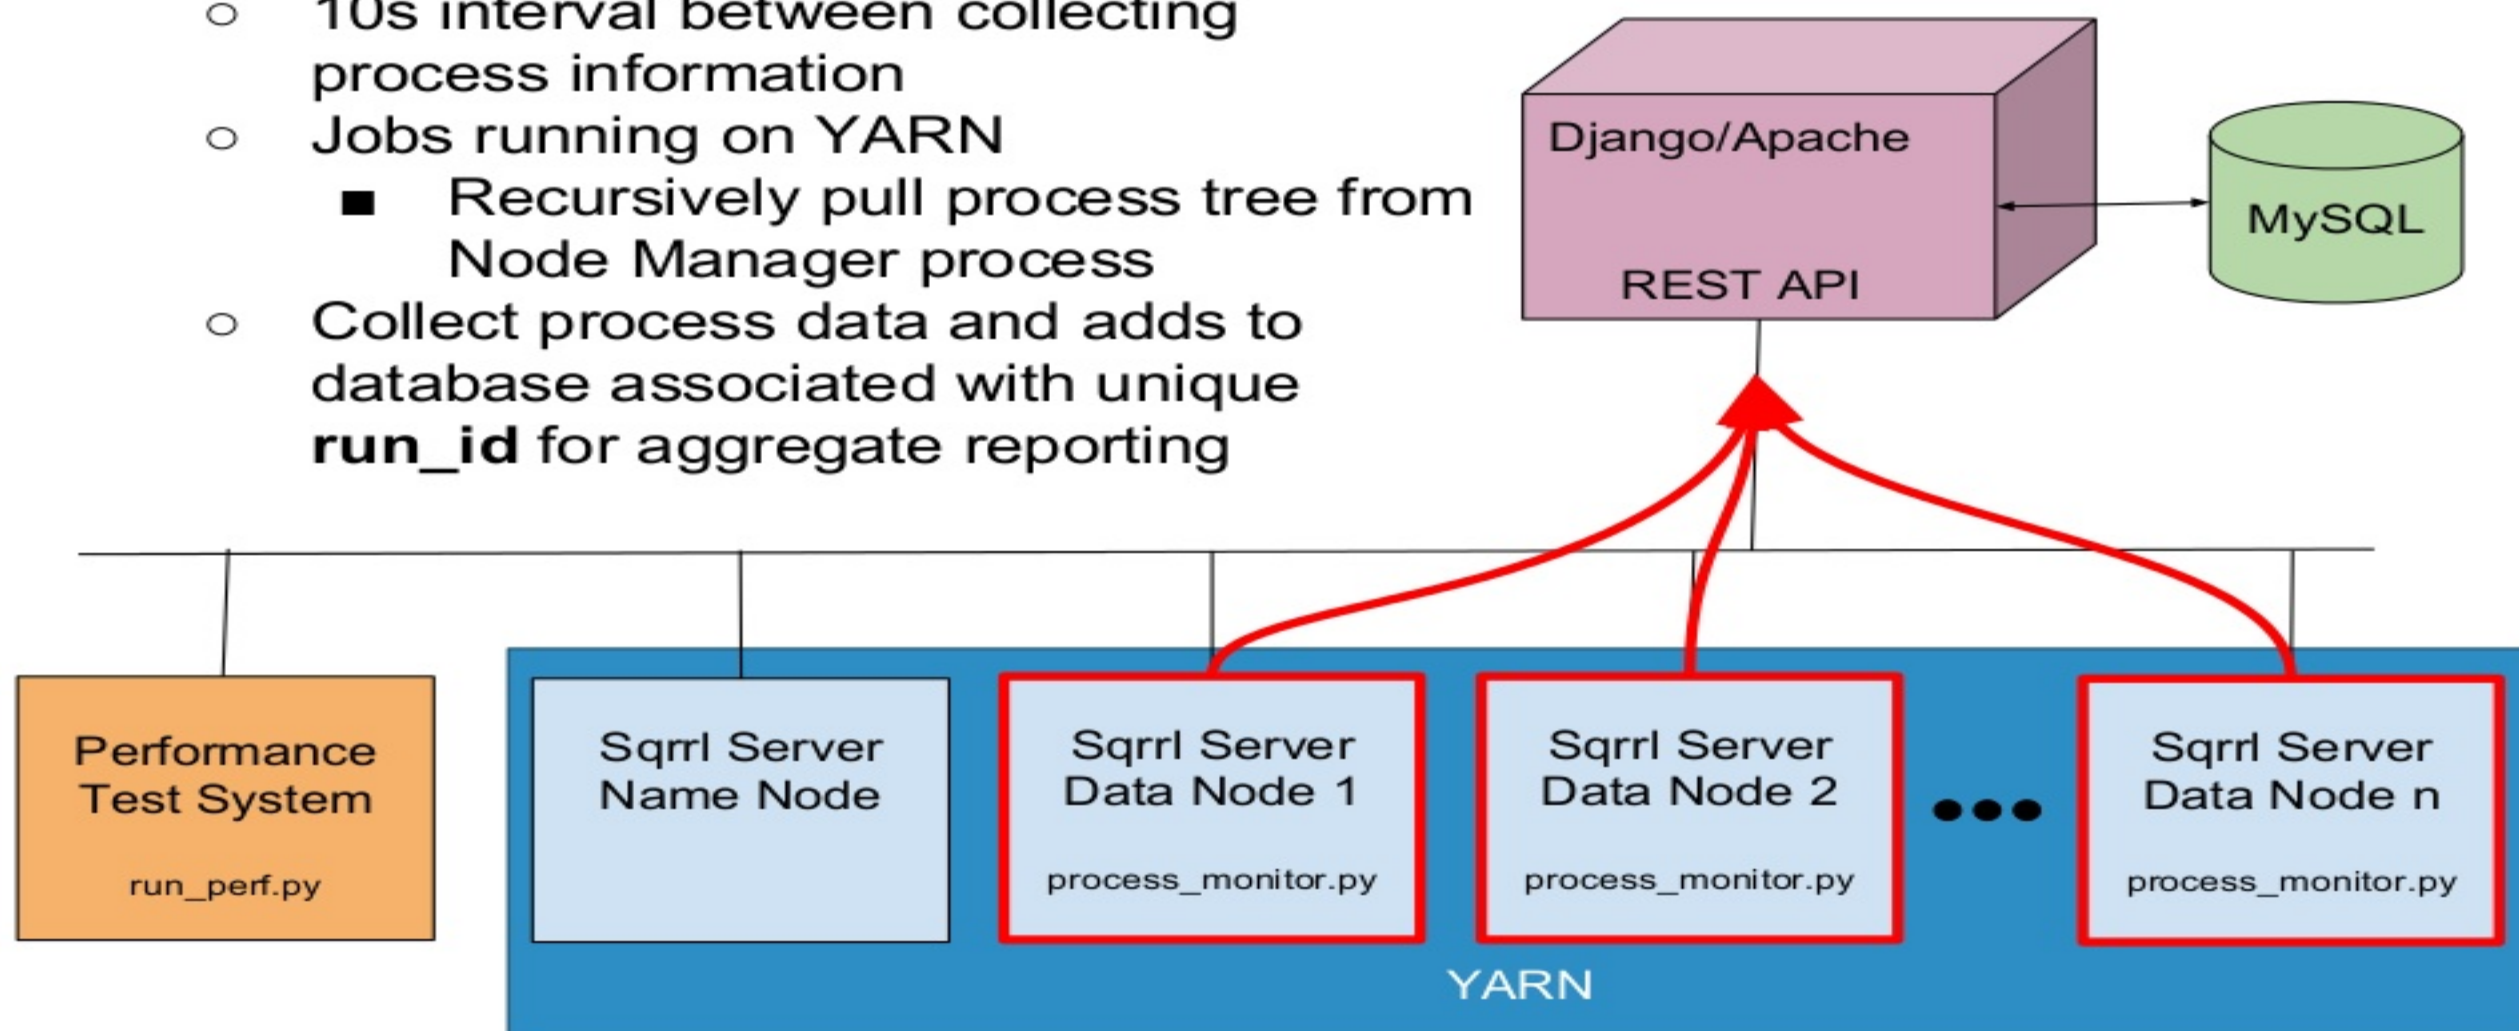 ○ 10s interval between collecting
process information
○ Jobs running on YARN
■ Recursively pull process tree from
Node Manager process
○ Collect process data and adds to
database associated with unique
run_id for aggregate reporting
Django/Apache
REST API
MySQL
Performance
Test System
run_perf.py
Sqrrl Server
Name Node
Sqrrl Server
Data Node 1
process_monitor.py
Sqrrl Server
Data Node 2
process_monitor.py
●●●
Sqrrl Server
Data Node n
process_monitor.py
YARN